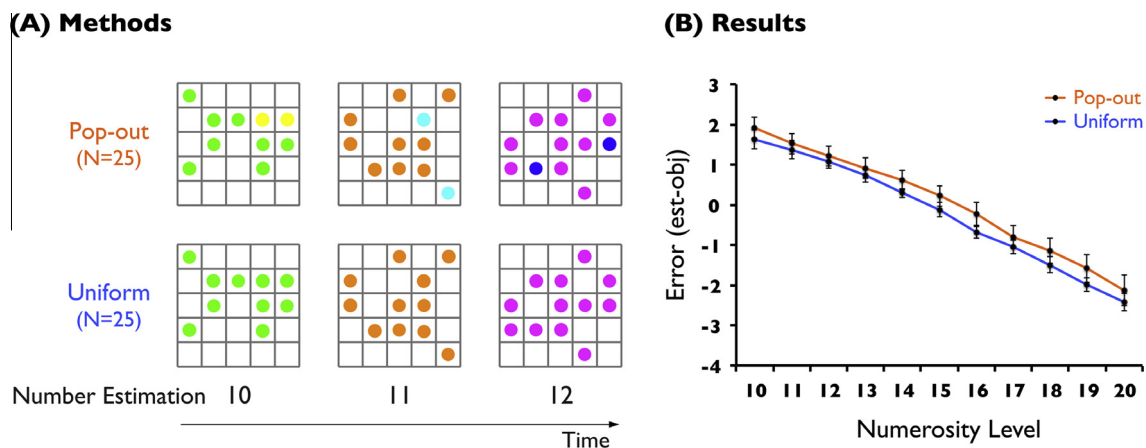 (A) Methods
Pop-out
(N=25)
Uniform
(N=25)
Number Estimation 10 11 12
Time
(B) Results
3
2
1
0
-1
-2
-3
-4
Error (est-obj)
Pop-out
Uniform
10 11 12 13 14 15 16 17 18 19 20
Numerosity Level